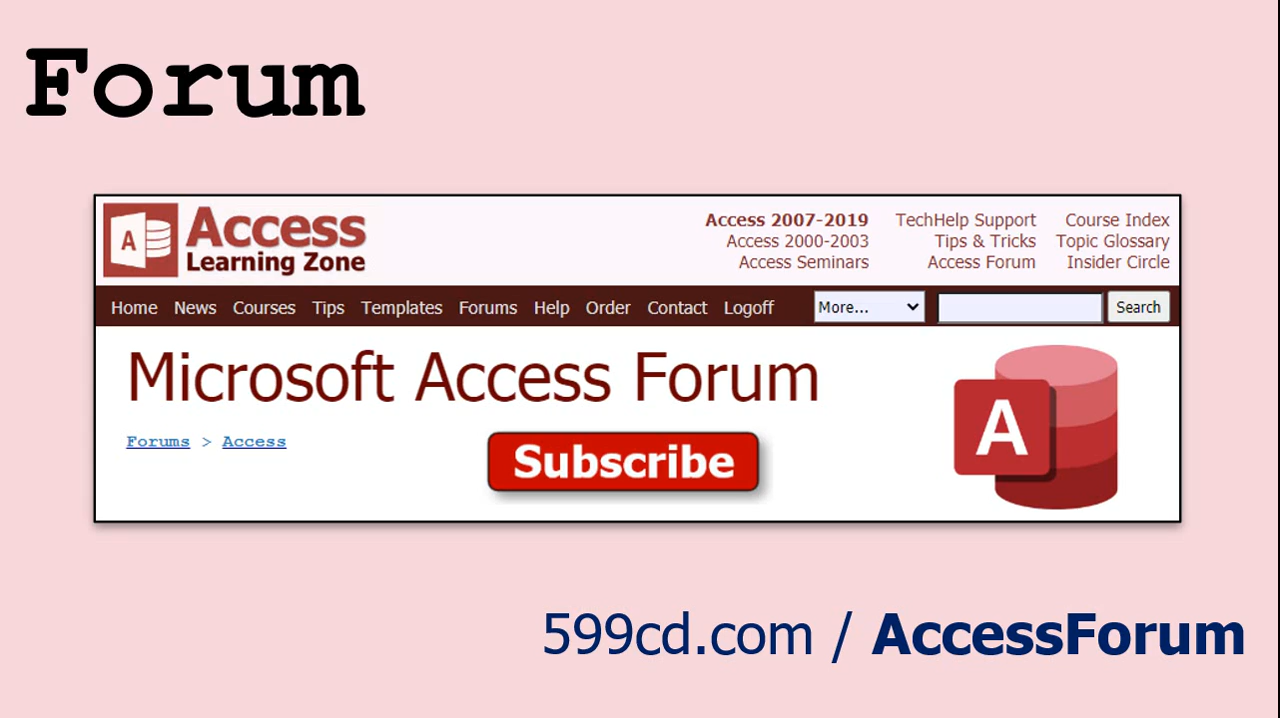 Forum
A Access
Learning Zone
Access 2007-2019 TechHelp Support Course Index
Access 2000-2003 Tips & Tricks Topic Glossary
Access Seminars Access Forum Insider Circle
Home News Courses Tips Templates Forums Help Order Contact Logoff More... Search
Microsoft Access Forum
Forums > Access
Subscribe
A
599cd.com / AccessForum